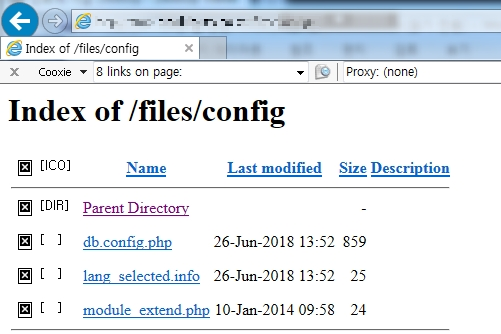 Index of /files/config
x Cooxie 8 links on page: Proxy: (none)
Index of /files/config
[ICO] Name Last modified Size Description
[DIR] Parent Directory -
[ ] db.config.php 26-Jun-2018 13:52 859
[ ] lang_selected.info 26-Jun-2018 13:52 25
[ ] module_extend.php 10-Jan-2014 09:58 24